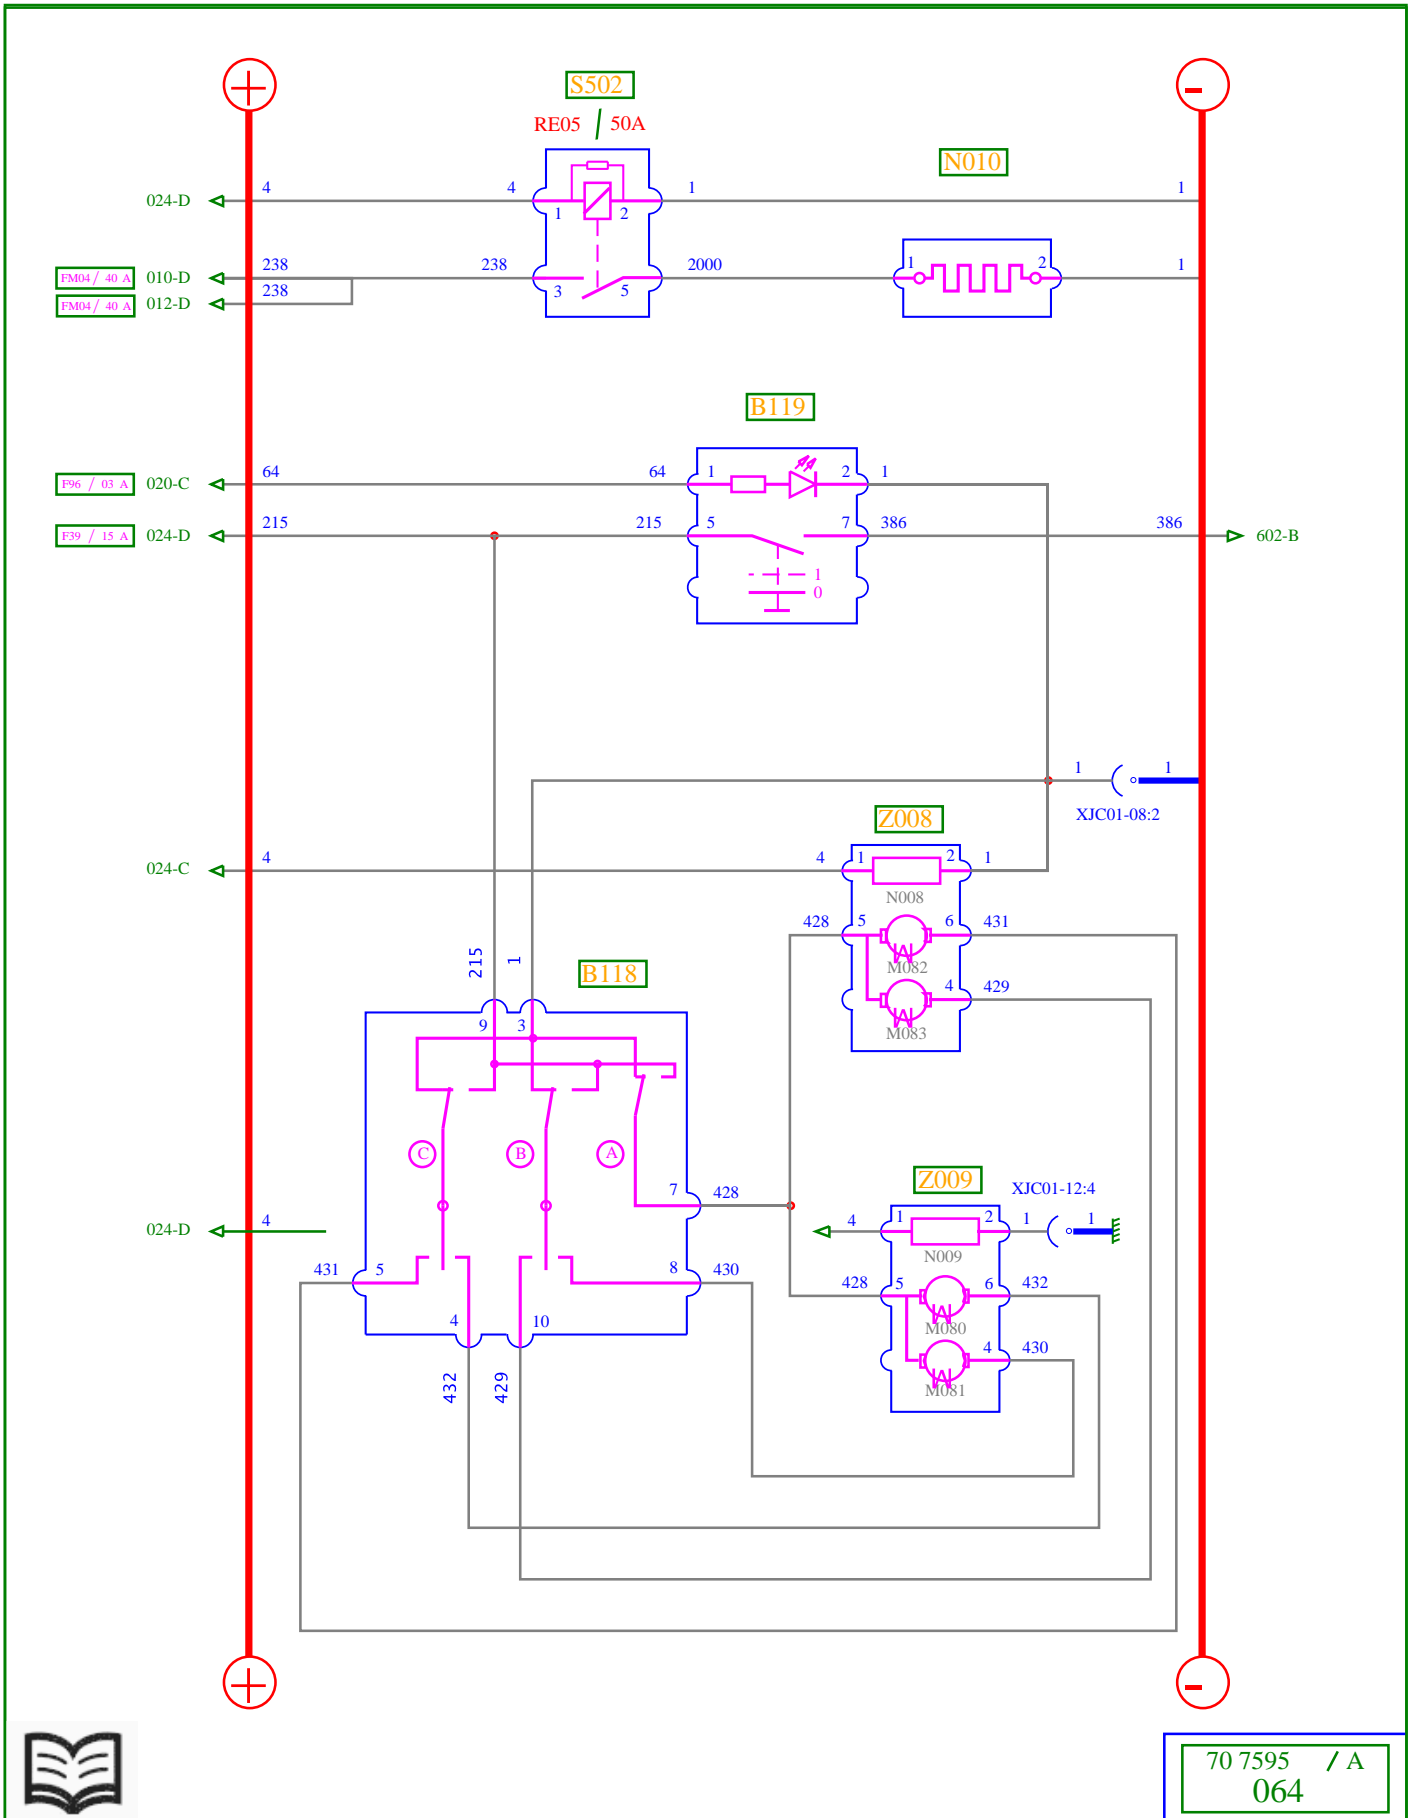 S502
RE05 / 50A
N010
024-D 4 4 1 1
1 2
FM04 / 40 A 010-D 238 238 2000 1 2 1
3 5
FM04 / 40 A 012-D 238
B119
F96 / 03 A 020-C 64 64 1 2 1
F39 / 15 A 024-D 215 215 5 7 386 386 602-B
1
0
1 1
XJC01-08:2
Z008
024-C 4 4 1 2 1
N008
428 5 6 431
M082
4 429
M083
215 1
B118
9 3
C B A
7 428
Z009
XJC01-12:4
024-D 4 4 1 2 1 1
N009
431 5 8 430 428 5 6 432
M080
4 10
4 430
M081
432 429
70 7595 / A
064